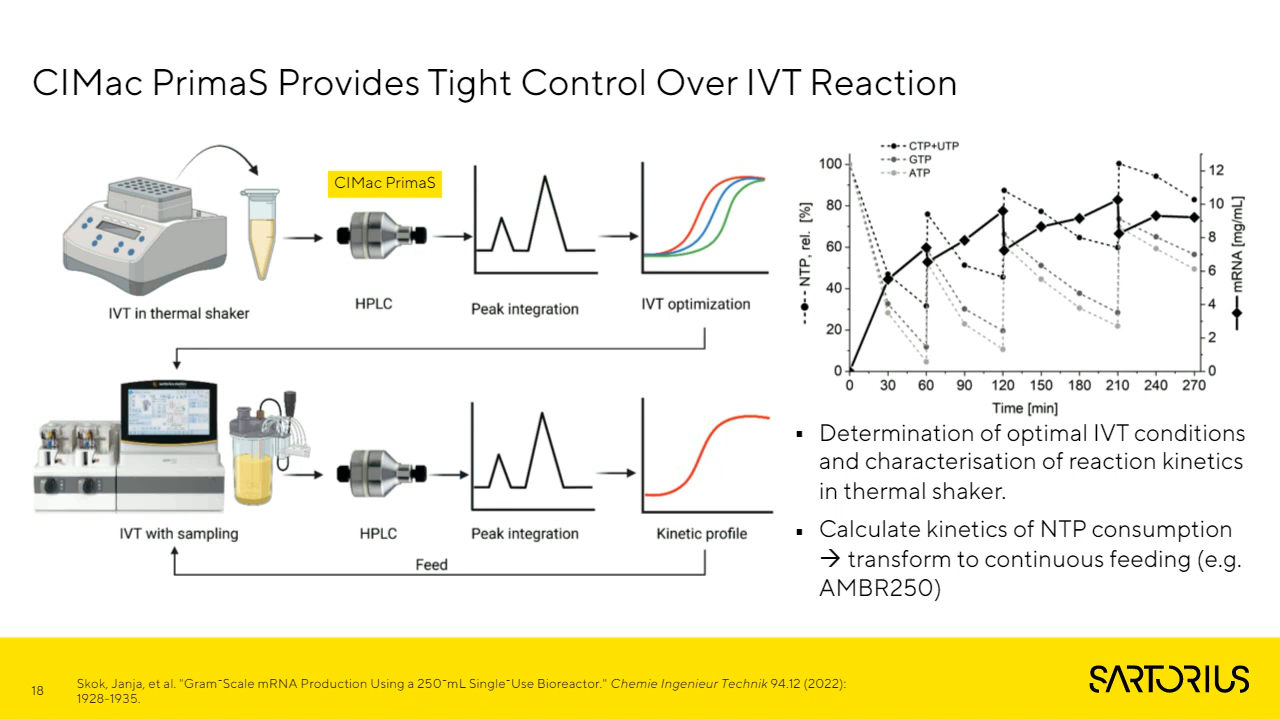 CIMac PrimaS Provides Tight Control Over IVT Reaction
CIMac PrimaS
IVT in thermal shaker
HPLC
Peak integration
IVT optimization
IVT with sampling
HPLC
Peak integration
Kinetic profile
Feed
CTP+UTP
GTP
ATP
NTP, rel. [%]
100
80
60
40
20
0
mRNA [mg/mL]
12
10
8
6
4
2
0
0 30 60 90 120 150 180 210 240 270
Time [min]
▪ Determination of optimal IVT conditions
and characterisation of reaction kinetics
in thermal shaker.
▪ Calculate kinetics of NTP consumption
→ transform to continuous feeding (e.g.
AMBR250)
18
Skok, Janja, et al. "Gram‐Scale mRNA Production Using a 250‐mL Single‐Use Bioreactor." Chemie Ingenieur Technik 94.12 (2022):
1928-1935.
SARTORIUS